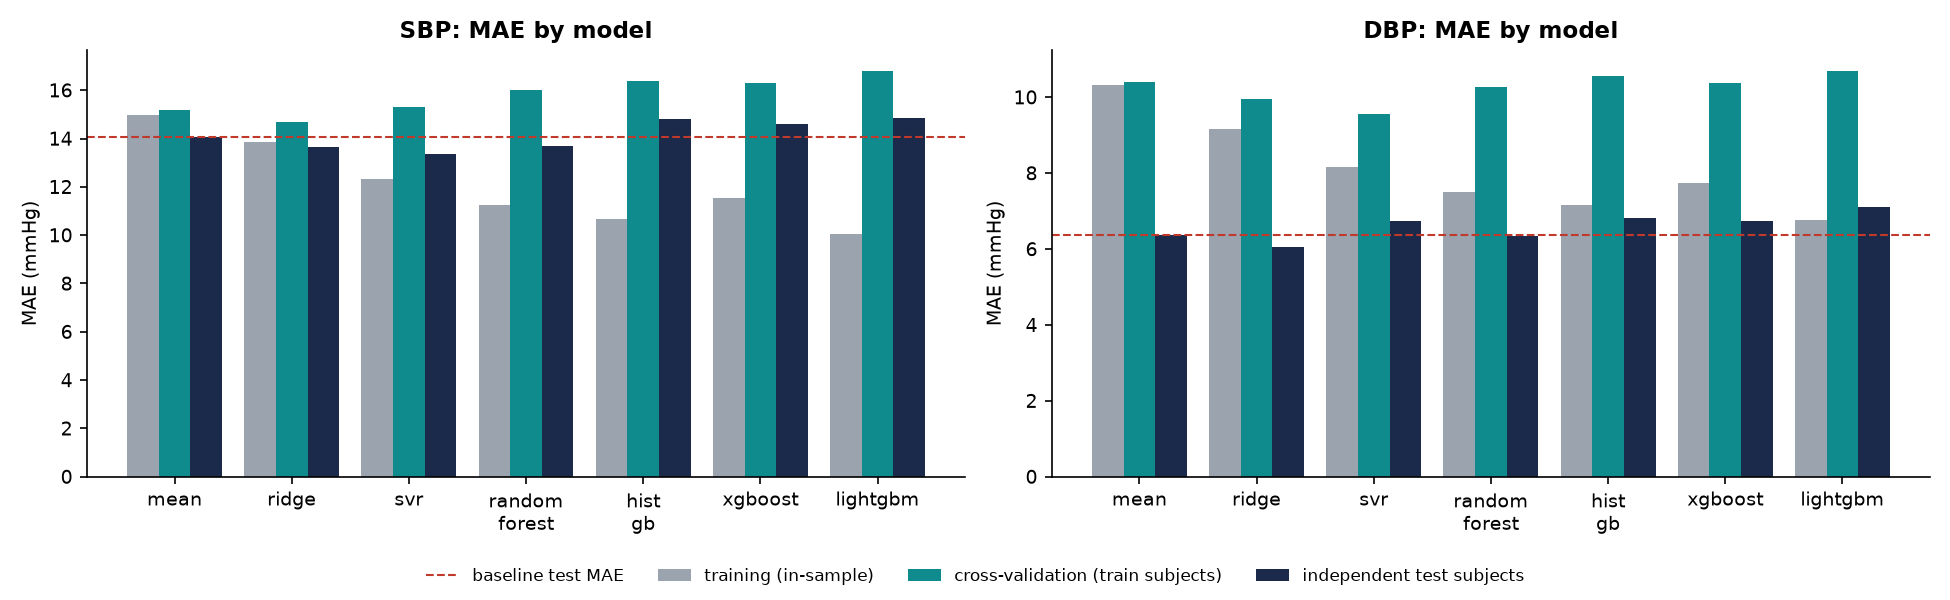 SBP: MAE by model
MAE (mmHg)
16
14
12
10
8
6
4
2
0
mean ridge svr random forest hist gb xgboost lightgbm
DBP: MAE by model
MAE (mmHg)
10
8
6
4
2
0
mean ridge svr random forest hist gb xgboost lightgbm
baseline test MAE training (in-sample) cross-validation (train subjects) independent test subjects